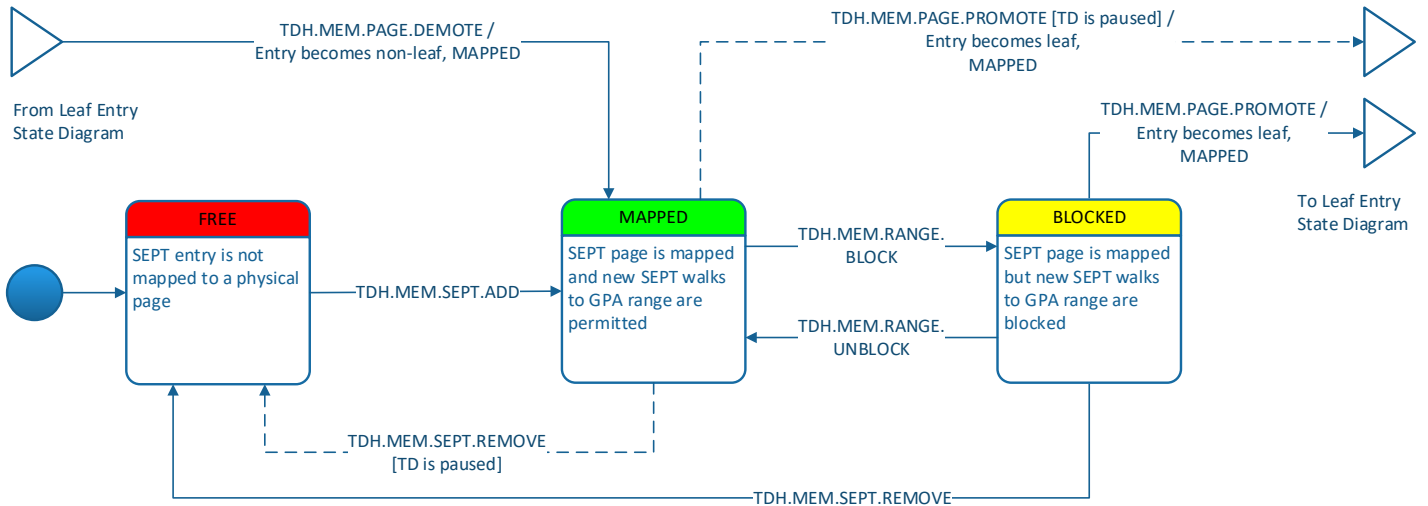 TDH.MEM.PAGE.DEMOTE /
Entry becomes non-leaf, MAPPED
TDH.MEM.PAGE.PROMOTE [TD is paused] /
Entry becomes leaf,
MAPPED
From Leaf Entry
State Diagram
TDH.MEM.PAGE.PROMOTE /
Entry becomes leaf,
MAPPED
To Leaf Entry
State Diagram
FREE
SEPT entry is not
mapped to a physical
page
TDH.MEM.SEPT.ADD
MAPPED
SEPT page is mapped
and new SEPT walks
to GPA range are
permitted
TDH.MEM.RANGE.
BLOCK
TDH.MEM.RANGE.
UNBLOCK
BLOCKED
SEPT page is mapped
but new SEPT walks
to GPA range are
blocked
TDH.MEM.SEPT.REMOVE
[TD is paused]
TDH.MEM.SEPT.REMOVE